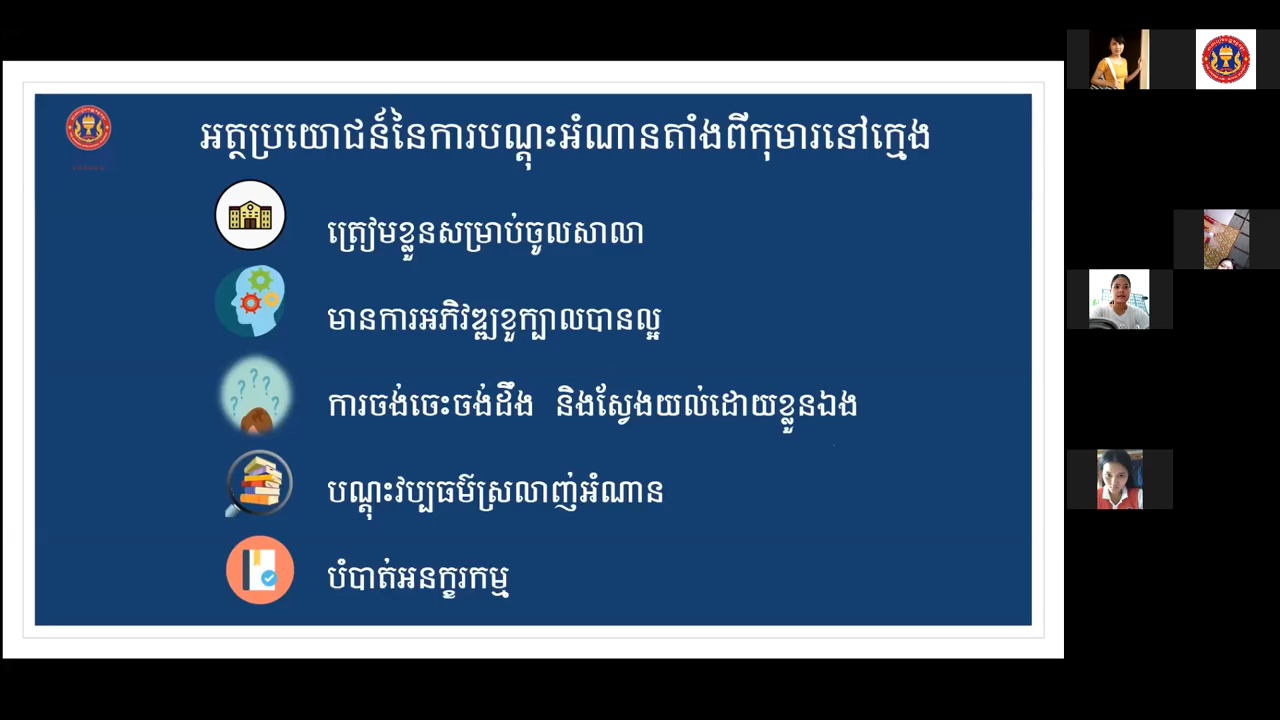 អត្ថប្រយោជន៍នៃការបណ្តុះអំណានតាំងពីកុមារនៅក្មេង
ត្រៀមខ្លួនសម្រាប់ចូលសាលា
មានការអភិវឌ្ឍខួក្បាលបានល្អ
ការចង់ចេះចង់ដឹង និងស្វែងយល់ដោយខ្លួនឯង
បណ្តុះវប្បធម៌ស្រលាញ់អំណាន
បំបាត់អនក្ខរកម្ម